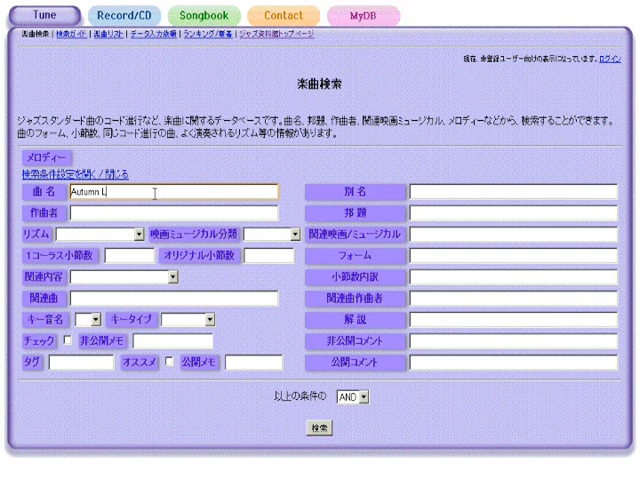 Tune Record/CD Songbook Contact MyDB
楽曲検索 | 検索ガイド | 楽曲リスト | データ入力依頼 | ランキング/新着 | ジャズ資料館トップページ
現在、未登録ユーザー向けの表示になっています。ログイン
楽曲検索
ジャズスタンダード曲のコード進行など、楽曲に関するデータベースです。曲名、邦題、作曲者、関連映画ミュージカル、メロディーなどから、検索することができます。
曲のフォーム、小節数、同じコード進行の曲、よく演奏されるリズム等の情報があります。
メロディー
検索条件設定を開く/閉じる
曲 名 Autumn L 別 名
作曲者 邦 題
リズム 映画ミュージカル分類 関連映画/ミュージカル
1コーラス小節数 オリジナル小節数 フォーム
関連内容 小節数内訳
関連曲 関連曲作曲者
キー音名 キータイプ 解 説
チェック 非公開メモ 非公開コメント
タグ オススメ 公開メモ 公開コメント
以上の条件の AND
検索